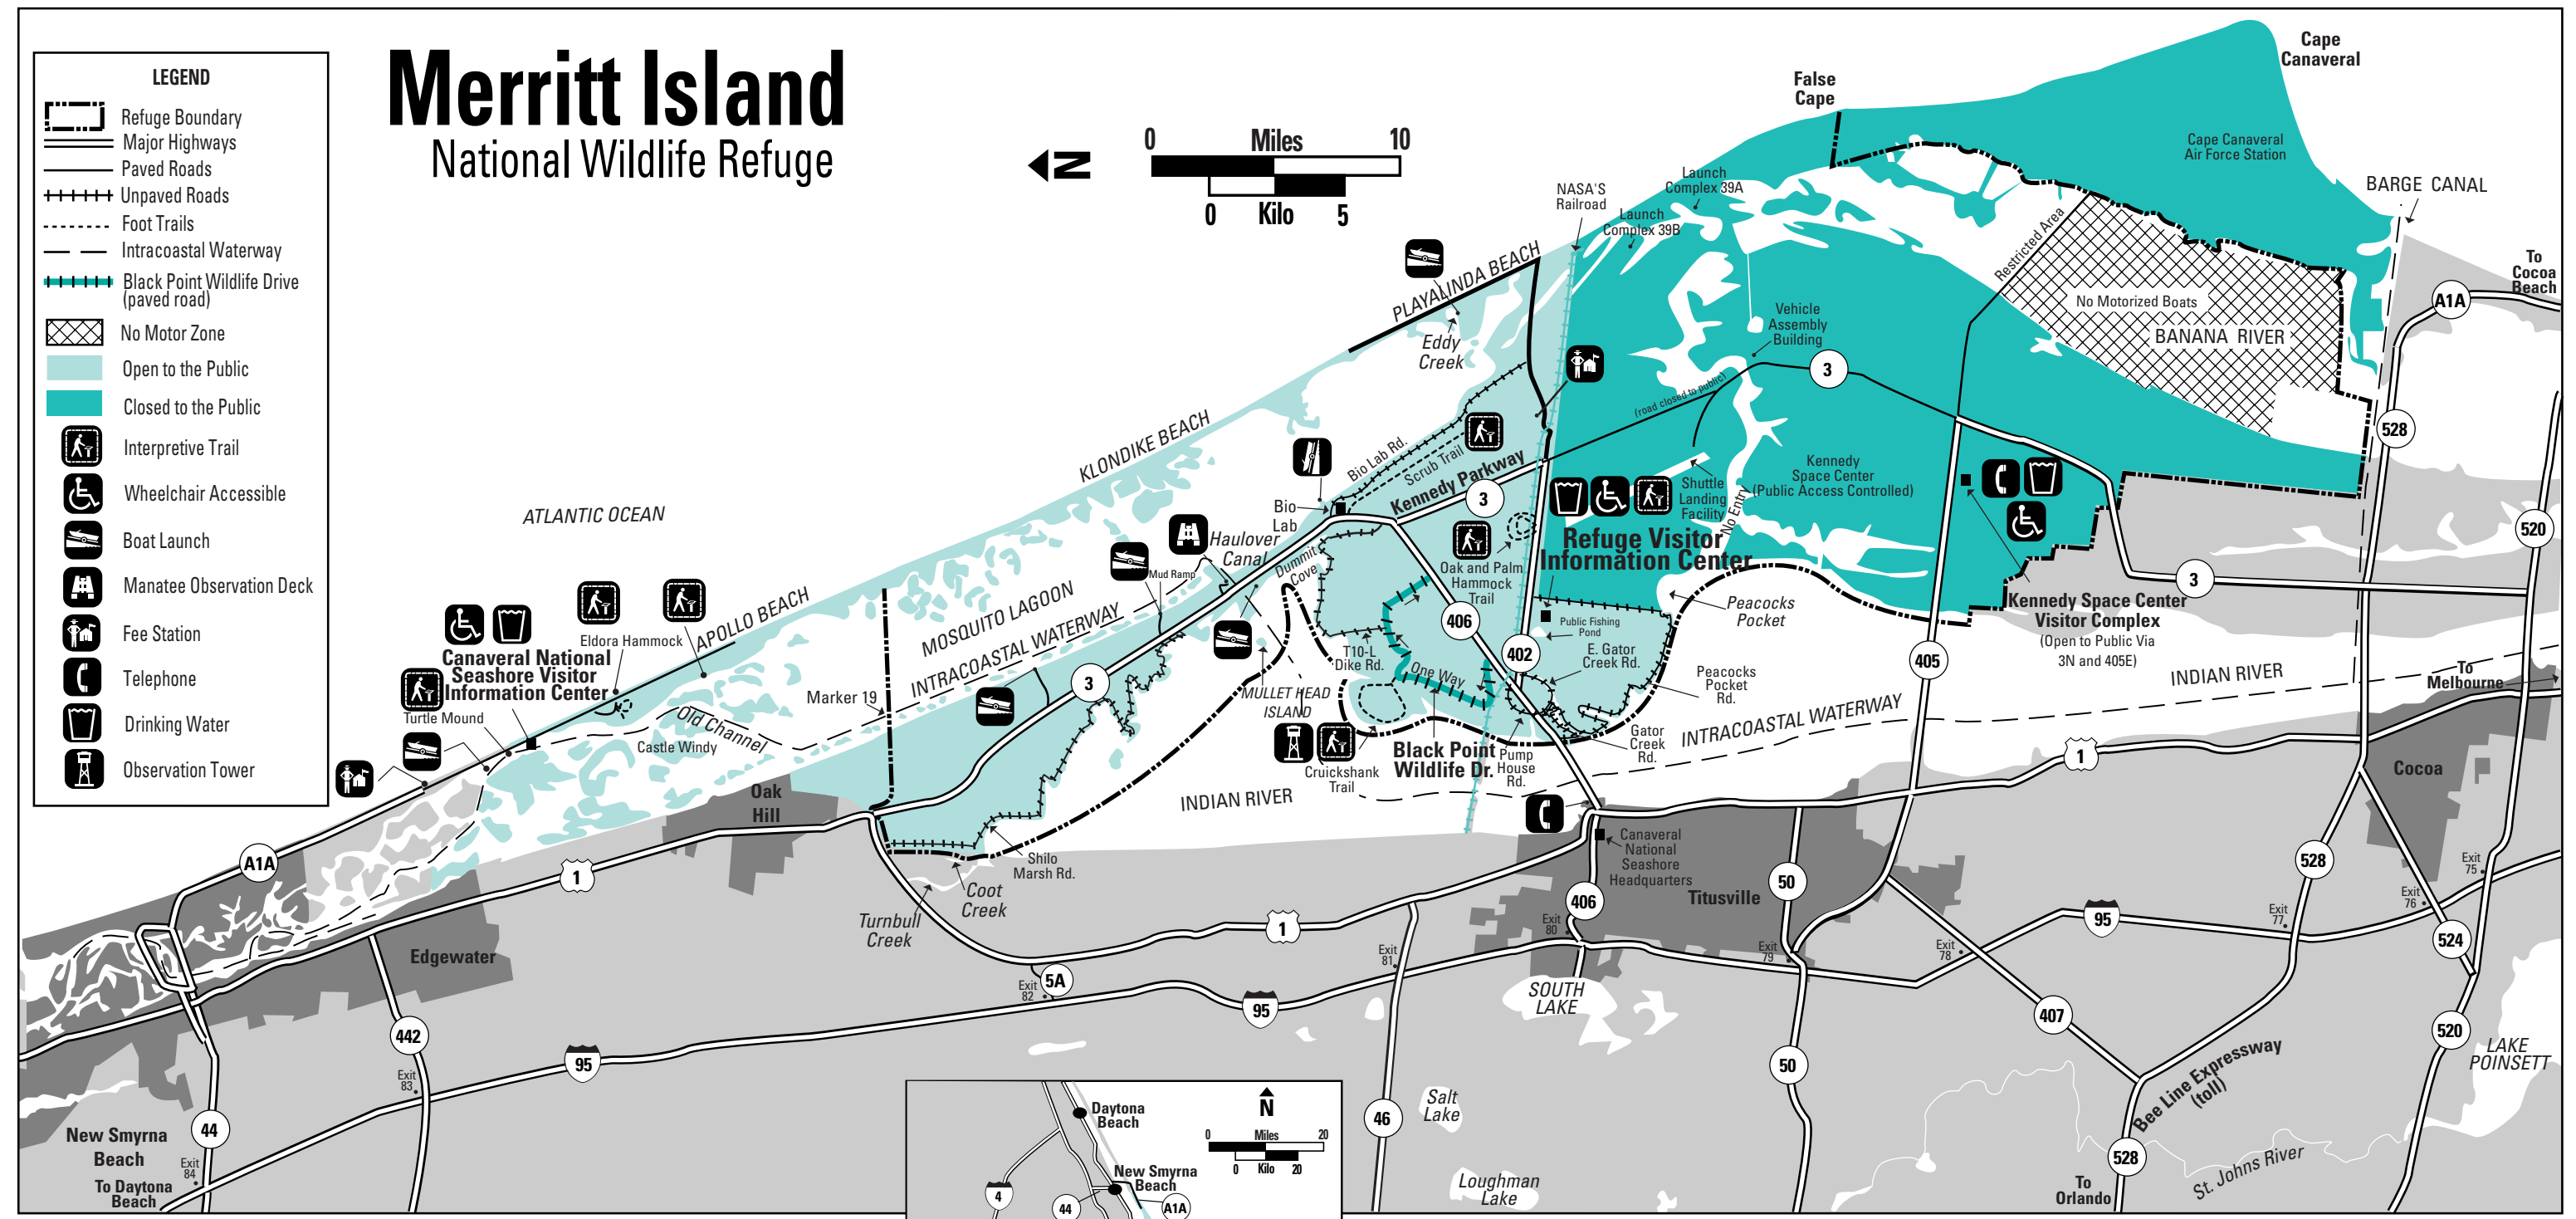 Merritt Island
National Wildlife Refuge
LEGEND
Refuge Boundary
Major Highways
Paved Roads
Unpaved Roads
Foot Trails
Intracoastal Waterway
Black Point Wildlife Drive
(paved road)
No Motor Zone
Open to the Public
Closed to the Public
Interpretive Trail
Wheelchair Accessible
Boat Launch
Manatee Observation Deck
Fee Station
Telephone
Drinking Water
Observation Tower
N
0 Miles 10
0 Kilo 5
Cape
Canaveral
False
Cape
Cape Canaveral
Air Force Station
BARGE CANAL
To
Cocoa
Beach
A1A
NASA'S
Railroad
Launch
Complex 39A
Launch
Complex 39B
Restricted Area
No Motorized Boats
BANANA RIVER
Vehicle
Assembly
Building
3
(road closed to public)
528
520
PLAYALINDA BEACH
Eddy
Creek
KLONDIKE BEACH
ATLANTIC OCEAN
Bio Lab Rd.
Scrub Trail
Kennedy Parkway
3
Bio
Lab
Kennedy
Space Center
(Public Access Controlled)
Shuttle
Landing
Facility
No Entry
Refuge Visitor
Information Center
Haulover
Canal
Dummit
Cove
Mud Ramp
Oak and Palm
Hammock
Trail
406
402
Public Fishing
Pond
E. Gator
Creek Rd.
Peacocks
Pocket
Peacocks
Pocket
Rd.
Kennedy Space Center
Visitor Complex
(Open to Public Via
3N and 405E)
3
405
INDIAN RIVER
To
Melbourne
MOSQUITO LAGOON
INTRACOASTAL WATERWAY
APOLLO BEACH
Eldora Hammock
Canaveral National
Seashore Visitor
Information Center
Turtle Mound
Old Channel
Castle Windy
Marker 19
3
MULLET HEAD
ISLAND
T10-L
Dike Rd.
One Way
Cruickshank
Trail
Black Point
Wildlife Dr.
Pump
House
Rd.
Gator
Creek
Rd.
INTRACOASTAL WATERWAY
INDIAN RIVER
1
Cocoa
Oak
Hill
Shilo
Marsh Rd.
Coot
Creek
Turnbull
Creek
A1A
1
Edgewater
Canaveral
National
Seashore
Headquarters
Titusville
406
50
528
Exit
75
Exit
76
Exit
77
Exit
78
Exit
79
Exit
80
Exit
81
Exit
82
Exit
83
Exit
84
1
5A
95
95
95
524
SOUTH
LAKE
442
407
520
LAKE
POINSETT
50
46
Salt
Lake
Loughman
Lake
Bee Line Expressway
(toll)
528
To
Orlando
St. Johns River
New Smyrna
Beach
44
To Daytona
Beach
Daytona
Beach
N
0 Miles 20
0 Kilo 20
New Smyrna
Beach
4
44
A1A